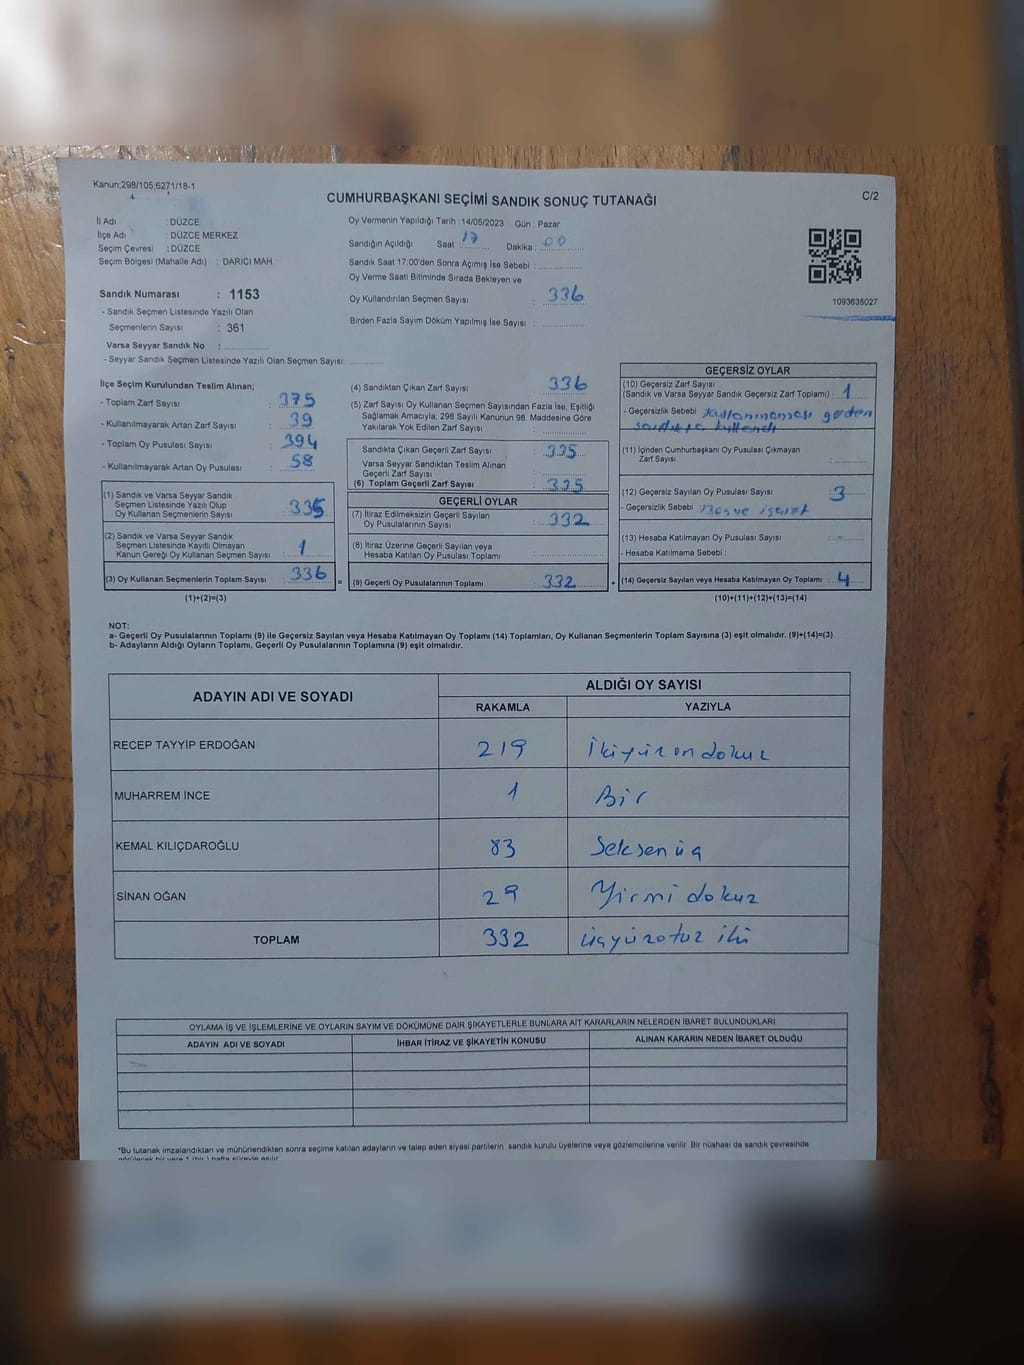 Kanun;298/105;6271/18-1
C/2
CUMHURBAŞKANI SEÇİMİ SANDIK SONUÇ TUTANAĞI
İl Adı : DÜZCE
İlçe Adı : DÜZCE MERKEZ
Seçim Çevresi : DÜZCE
Seçim Bölgesi (Mahalle Adı) : DARICI MAH.
Oy Vermenin Yapıldığı Tarih : 14/05/2023 Gün : Pazar
Sandığın Açıldığı Saat : 17 Dakika : 00
Sandık Saat 17:00'den Sonra Açımış İse Sebebi :
Oy Verme Saati Bitiminde Sırada Bekleyen ve
Oy Kullandırılan Seçmen Sayısı : 336
Birden Fazla Sayım Döküm Yapılmış İse Sayısı :
1093635027
Sandık Numarası : 1153
- Sandık Seçmen Listesinde Yazılı Olan
Seçmenlerin Sayısı : 361
Varsa Seyyar Sandık No :
- Seyyar Sandık Seçmen Listesinde Yazılı Olan Seçmen Sayısı:
İlçe Seçim Kurulundan Teslim Alınan;
- Toplam Zarf Sayısı : 375
- Kullanılmayarak Artan Zarf Sayısı : 39
- Toplam Oy Pusulası Sayısı : 394
- Kullanılmayarak Artan Oy Pusulası : 58
(1) Sandık ve Varsa Seyyar Sandık
Seçmen Listesinde Yazılı Olup
Oy Kullanan Seçmenlerin Sayısı : 335
(2) Sandık ve Varsa Seyyar Sandık
Seçmen Listesinde Kayıtlı Olmayan
Kanun Gereği Oy Kullanan Seçmen Sayısı : 1
(3) Oy Kullanan Seçmenlerin Toplam Sayısı : 336
(1)+(2)=(3)
(4) Sandıktan Çıkan Zarf Sayısı : 336
(5) Zarf Sayısı Oy Kullanan Seçmen Sayısından Fazla İse, Eşitliği
Sağlamak Amacıyla; 298 Sayılı Kanunun 98. Maddesine Göre
Yakılarak Yok Edilen Zarf Sayısı :
Sandıkta Çıkan Geçerli Zarf Sayısı : 335
Varsa Seyyar Sandıktan Teslim Alınan
Geçerli Zarf Sayısı :
(6) Toplam Geçerli Zarf Sayısı : 335
GEÇERLİ OYLAR
(7) İtiraz Edilmeksizin Geçerli Sayılan
Oy Pusulalarının Sayısı : 332
(8) İtiraz Üzerine Geçerli Sayılan veya
Hesaba Katılan Oy Pusulası Toplamı :
= (9) Geçerli Oy Pusulalarının Toplamı : 332
GEÇERSİZ OYLAR
(10) Geçersiz Zarf Sayısı
(Sandık ve Varsa Seyyar Sandık Geçersiz Zarf Toplamı) : 1
- Geçersizlik Sebebi kullanmaması gereken
sandıkta kullandı
(11) İçinden Cumhurbaşkanı Oy Pusulası Çıkmayan
Zarf Sayısı :
(12) Geçersiz Sayılan Oy Pusulası Sayısı : 3
- Geçersizlik Sebebi işaret
(13) Hesaba Katılmayan Oy Pusulası Sayısı :
- Hesaba Katılmama Sebebi :
+ (14) Geçersiz Sayılan veya Hesaba Katılmayan Oy Toplamı : 4
(10)+(11)+(12)+(13)=(14)
NOT:
a- Geçerli Oy Pusulalarının Toplamı (9) ile Geçersiz Sayılan veya Hesaba Katılmayan Oy Toplamı (14) Toplamları, Oy Kullanan Seçmenlerin Toplam Sayısına (3) eşit olmalıdır. (9)+(14)=(3)
b- Adayların Aldığı Oyların Toplamı, Geçerli Oy Pusulalarının Toplamına (9) eşit olmalıdır.
ADAYIN ADI VE SOYADI
ALDIĞI OY SAYISI
RAKAMLA YAZIYLA
RECEP TAYYİP ERDOĞAN 219 İkiyüz on dokuz
MUHARREM İNCE 1 Bir
KEMAL KILIÇDAROĞLU 83 Seksen üç
SİNAN OĞAN 29 Yirmi dokuz
TOPLAM 332 üçyüzotuz iki
OYLAMA İŞ VE İŞLEMLERİNE VE OYLARIN SAYIM VE DÖKÜMÜNE DAİR ŞİKAYETLERLE BUNLARA AİT KARARLARIN NELERDEN İBARET BULUNDUKLARI
ADAYIN ADI VE SOYADI İHBAR İTİRAZ VE ŞİKAYETİN KONUSU ALINAN KARARIN NEDEN İBARET OLDUĞU
*Bu tutanak imzalandıktan ve mühürlendikten sonra seçime katılan adayların ve talep eden siyasi partilerin sandık kurulu üyelerine veya gözlemcilerine verilir. Bir nüshası da sandık çevresinde